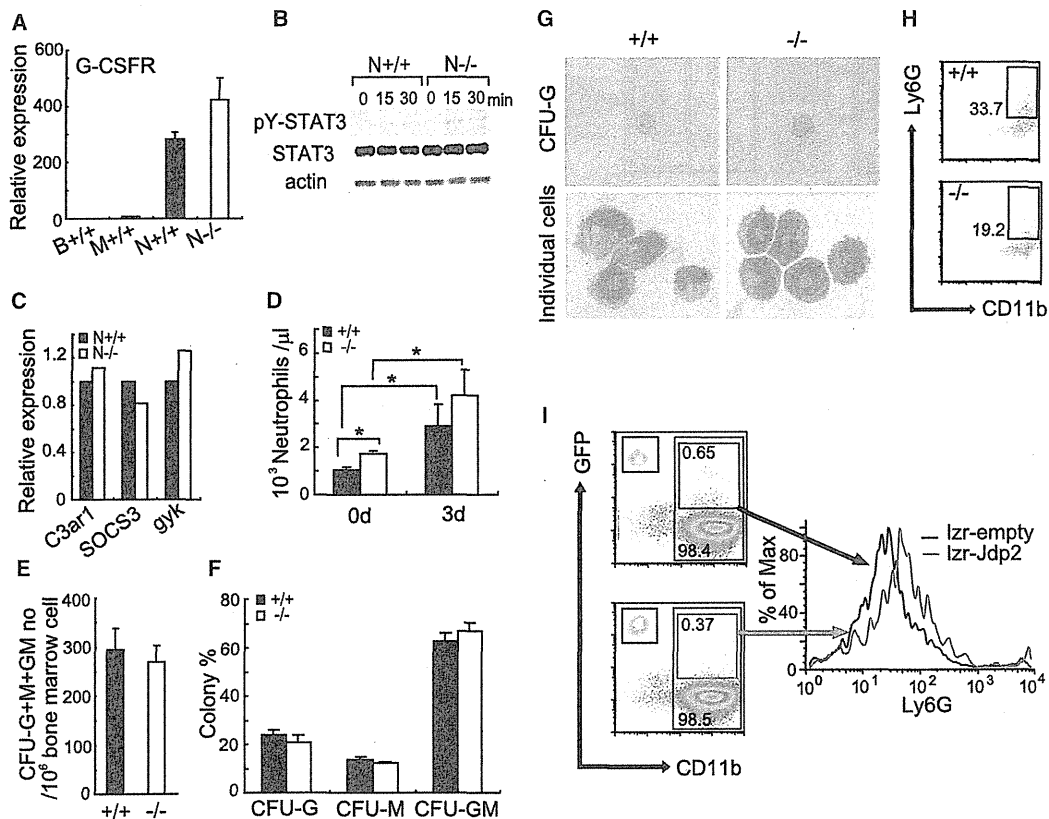 A
G-CSFR
Relative expression
600
400
200
0
B+/+ M+/+ N+/+ N-/-
B
N+/+ N-/-
0 15 30 0 15 30 min
pY-STAT3
STAT3
actin
C
N+/+
N-/-
Relative expression
1.2
0.8
0.4
0
C3ar1 SOCS3 gyk
D
+/+
-/-
10³ Neutrophils /μl
6
4
2
0
* * *
0d 3d
E
CFU-G+M+GM no
/10⁶ bone marrow cell
400
300
200
100
0
+/+ -/-
F
+/+
-/-
Colony %
80
60
40
20
0
CFU-G CFU-M CFU-GM
G
+/+ -/-
CFU-G
Individual cells
H
Ly6G
+/+
33.7
-/-
19.2
CD11b
I
GFP
0.65
98.4
0.37
98.5
CD11b
% of Max
80
60
40
20
0
lzr-empty
lzr-Jdp2
10⁰ 10¹ 10² 10³ 10⁴
Ly6G